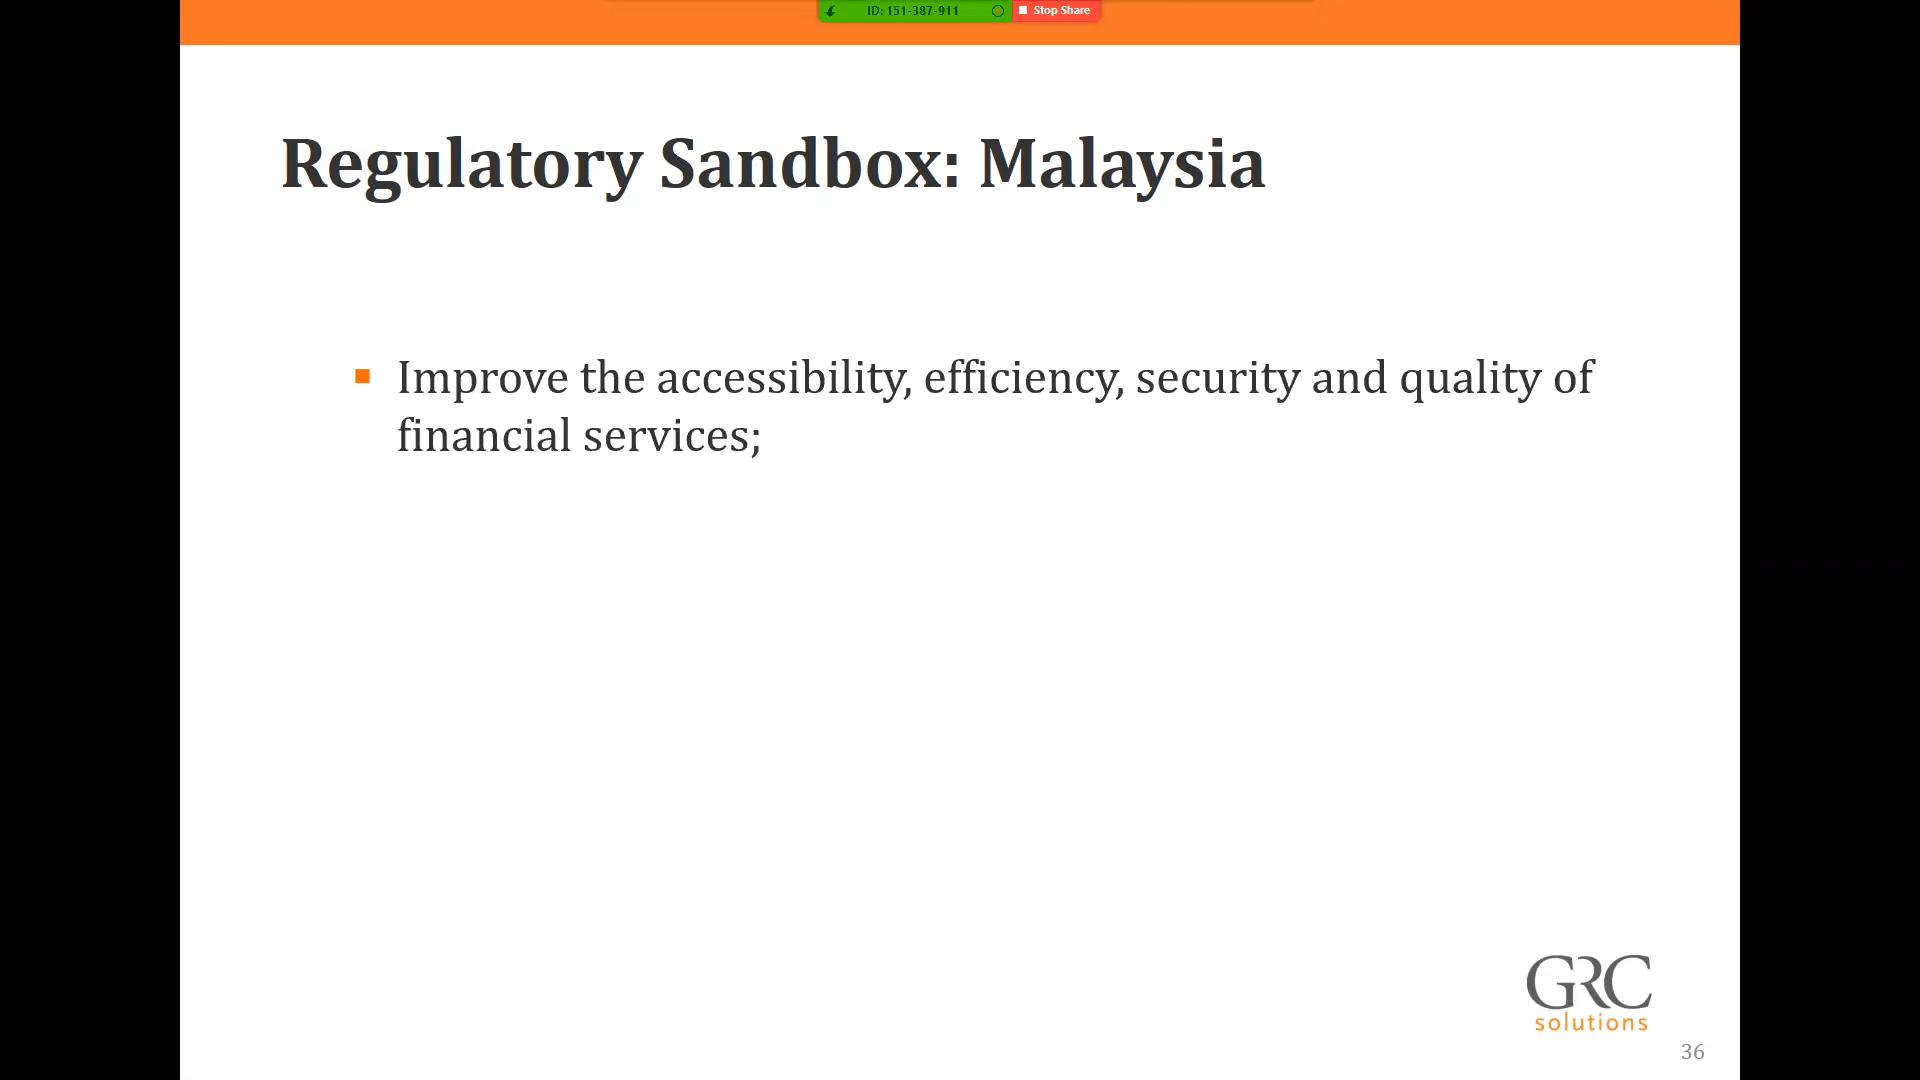 ID: 151-387-911 Stop Share
Regulatory Sandbox: Malaysia
Improve the accessibility, efficiency, security and quality of
financial services;
GRC
solutions
36